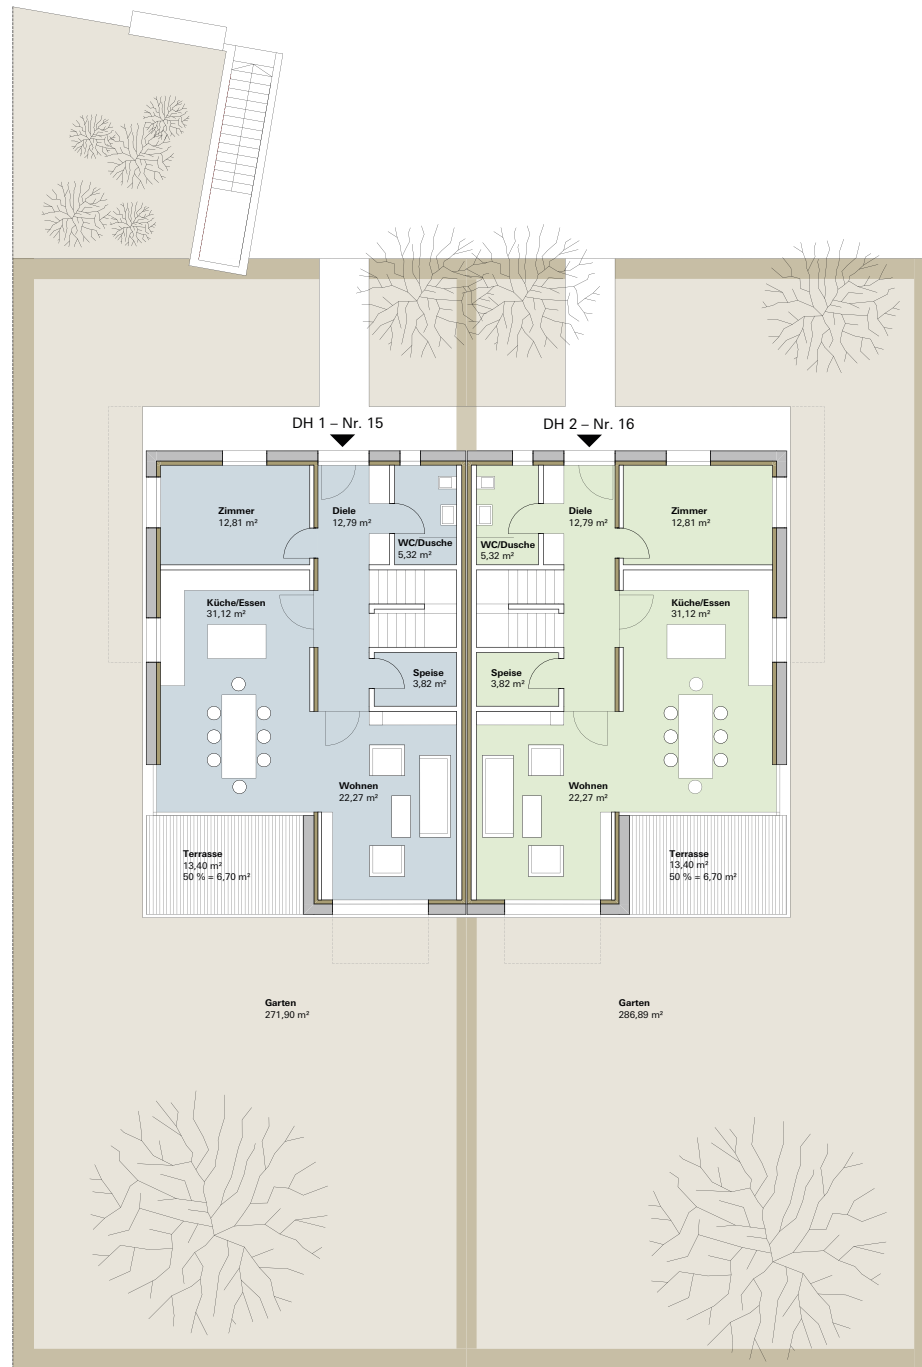 DH 1 – Nr. 15
DH 2 – Nr. 16
Zimmer
12,81 m²
Diele
12,79 m²
WC/Dusche
5,32 m²
Küche/Essen
31,12 m²
Speise
3,82 m²
Wohnen
22,27 m²
Terrasse
13,40 m²
50 % = 6,70 m²
Garten
271,90 m²
Diele
12,79 m²
Zimmer
12,81 m²
WC/Dusche
5,32 m²
Küche/Essen
31,12 m²
Speise
3,82 m²
Wohnen
22,27 m²
Terrasse
13,40 m²
50 % = 6,70 m²
Garten
286,89 m²